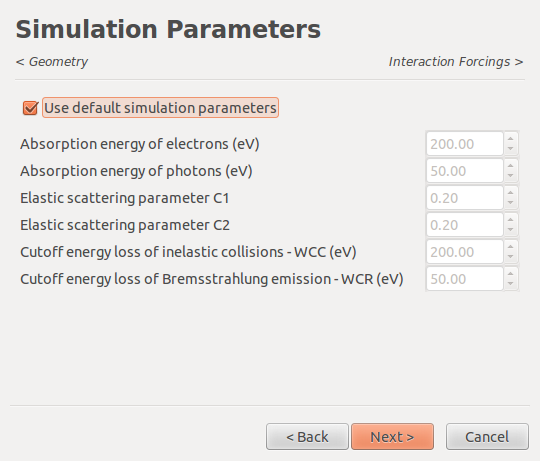 Simulation Parameters
< Geometry
Interaction Forcings >
Use default simulation parameters
Absorption energy of electrons (eV) 200.00
Absorption energy of photons (eV) 50.00
Elastic scattering parameter C1 0.20
Elastic scattering parameter C2 0.20
Cutoff energy loss of inelastic collisions - WCC (eV) 200.00
Cutoff energy loss of Bremsstrahlung emission - WCR (eV) 50.00
< Back
Next >
Cancel